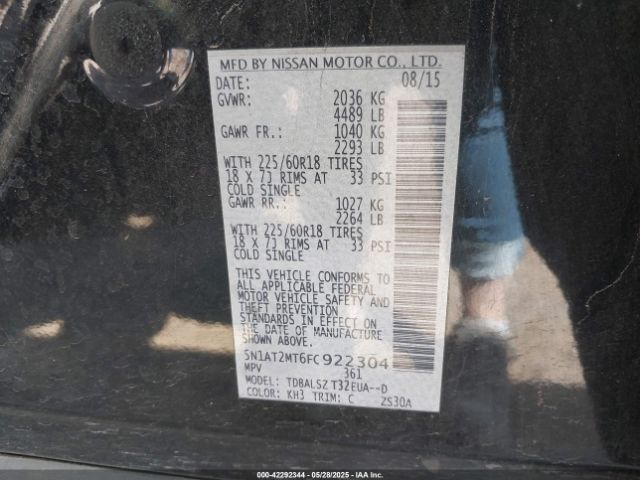 MFD BY NISSAN MOTOR CO., LTD.
DATE: 08/15
GVWR: 2036 KG
4489 LB
GAWR FR.: 1040 KG
2293 LB
WITH 225/60R18 TIRES
18 X 7J RIMS AT 33 PSI
COLD SINGLE
GAWR RR.: 1027 KG
2264 LB
WITH 225/60R18 TIRES
18 X 7J RIMS AT 33 PSI
COLD SINGLE
THIS VEHICLE CONFORMS TO
ALL APPLICABLE FEDERAL
MOTOR VEHICLE SAFETY AND
THEFT PREVENTION
STANDARDS IN EFFECT ON
THE DATE OF MANUFACTURE
SHOWN ABOVE.
5N1AT2MT6FC922304
MPV 361
MODEL: TDBALSZ T32EUA--D
COLOR: KH3 TRIM: C ZS30A
000-42292344 | 05/28/2025 | IAA Inc.